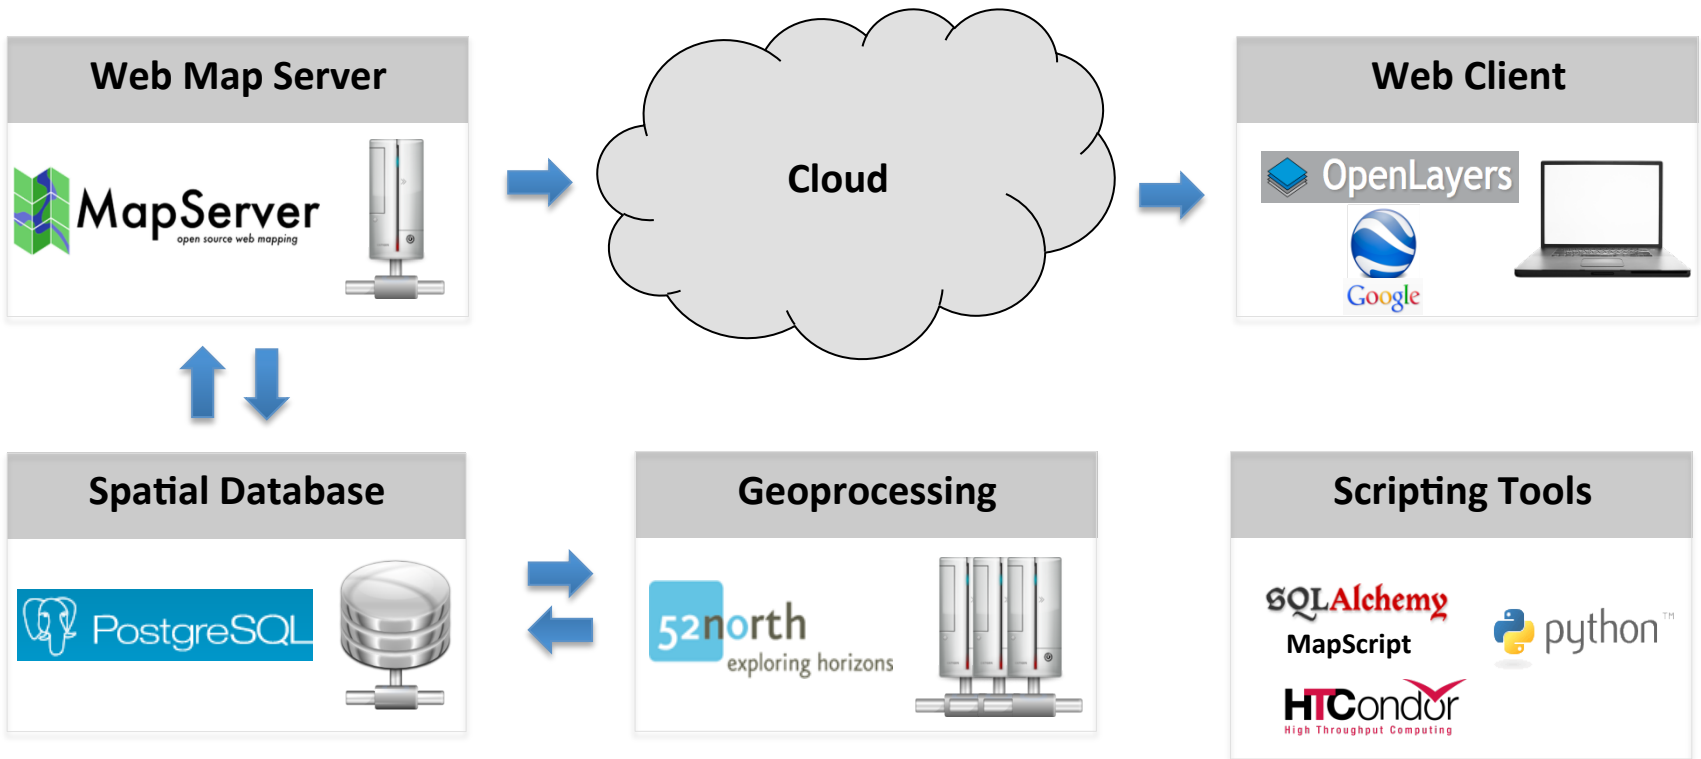 Web Map Server
MapServer
open source web mapping
Cloud
Web Client
OpenLayers
Google
Spatial Database
PostgreSQL
Geoprocessing
52north
exploring horizons
Scripting Tools
SQLAlchemy
MapScript
python™
HTCondor
High Throughput Computing